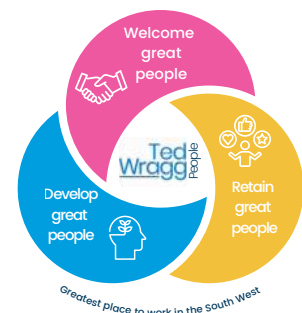 Welcome
great
people
Ted
Wragg
People
Develop
great
people
Retain
great
people
Greatest place to work in the South West